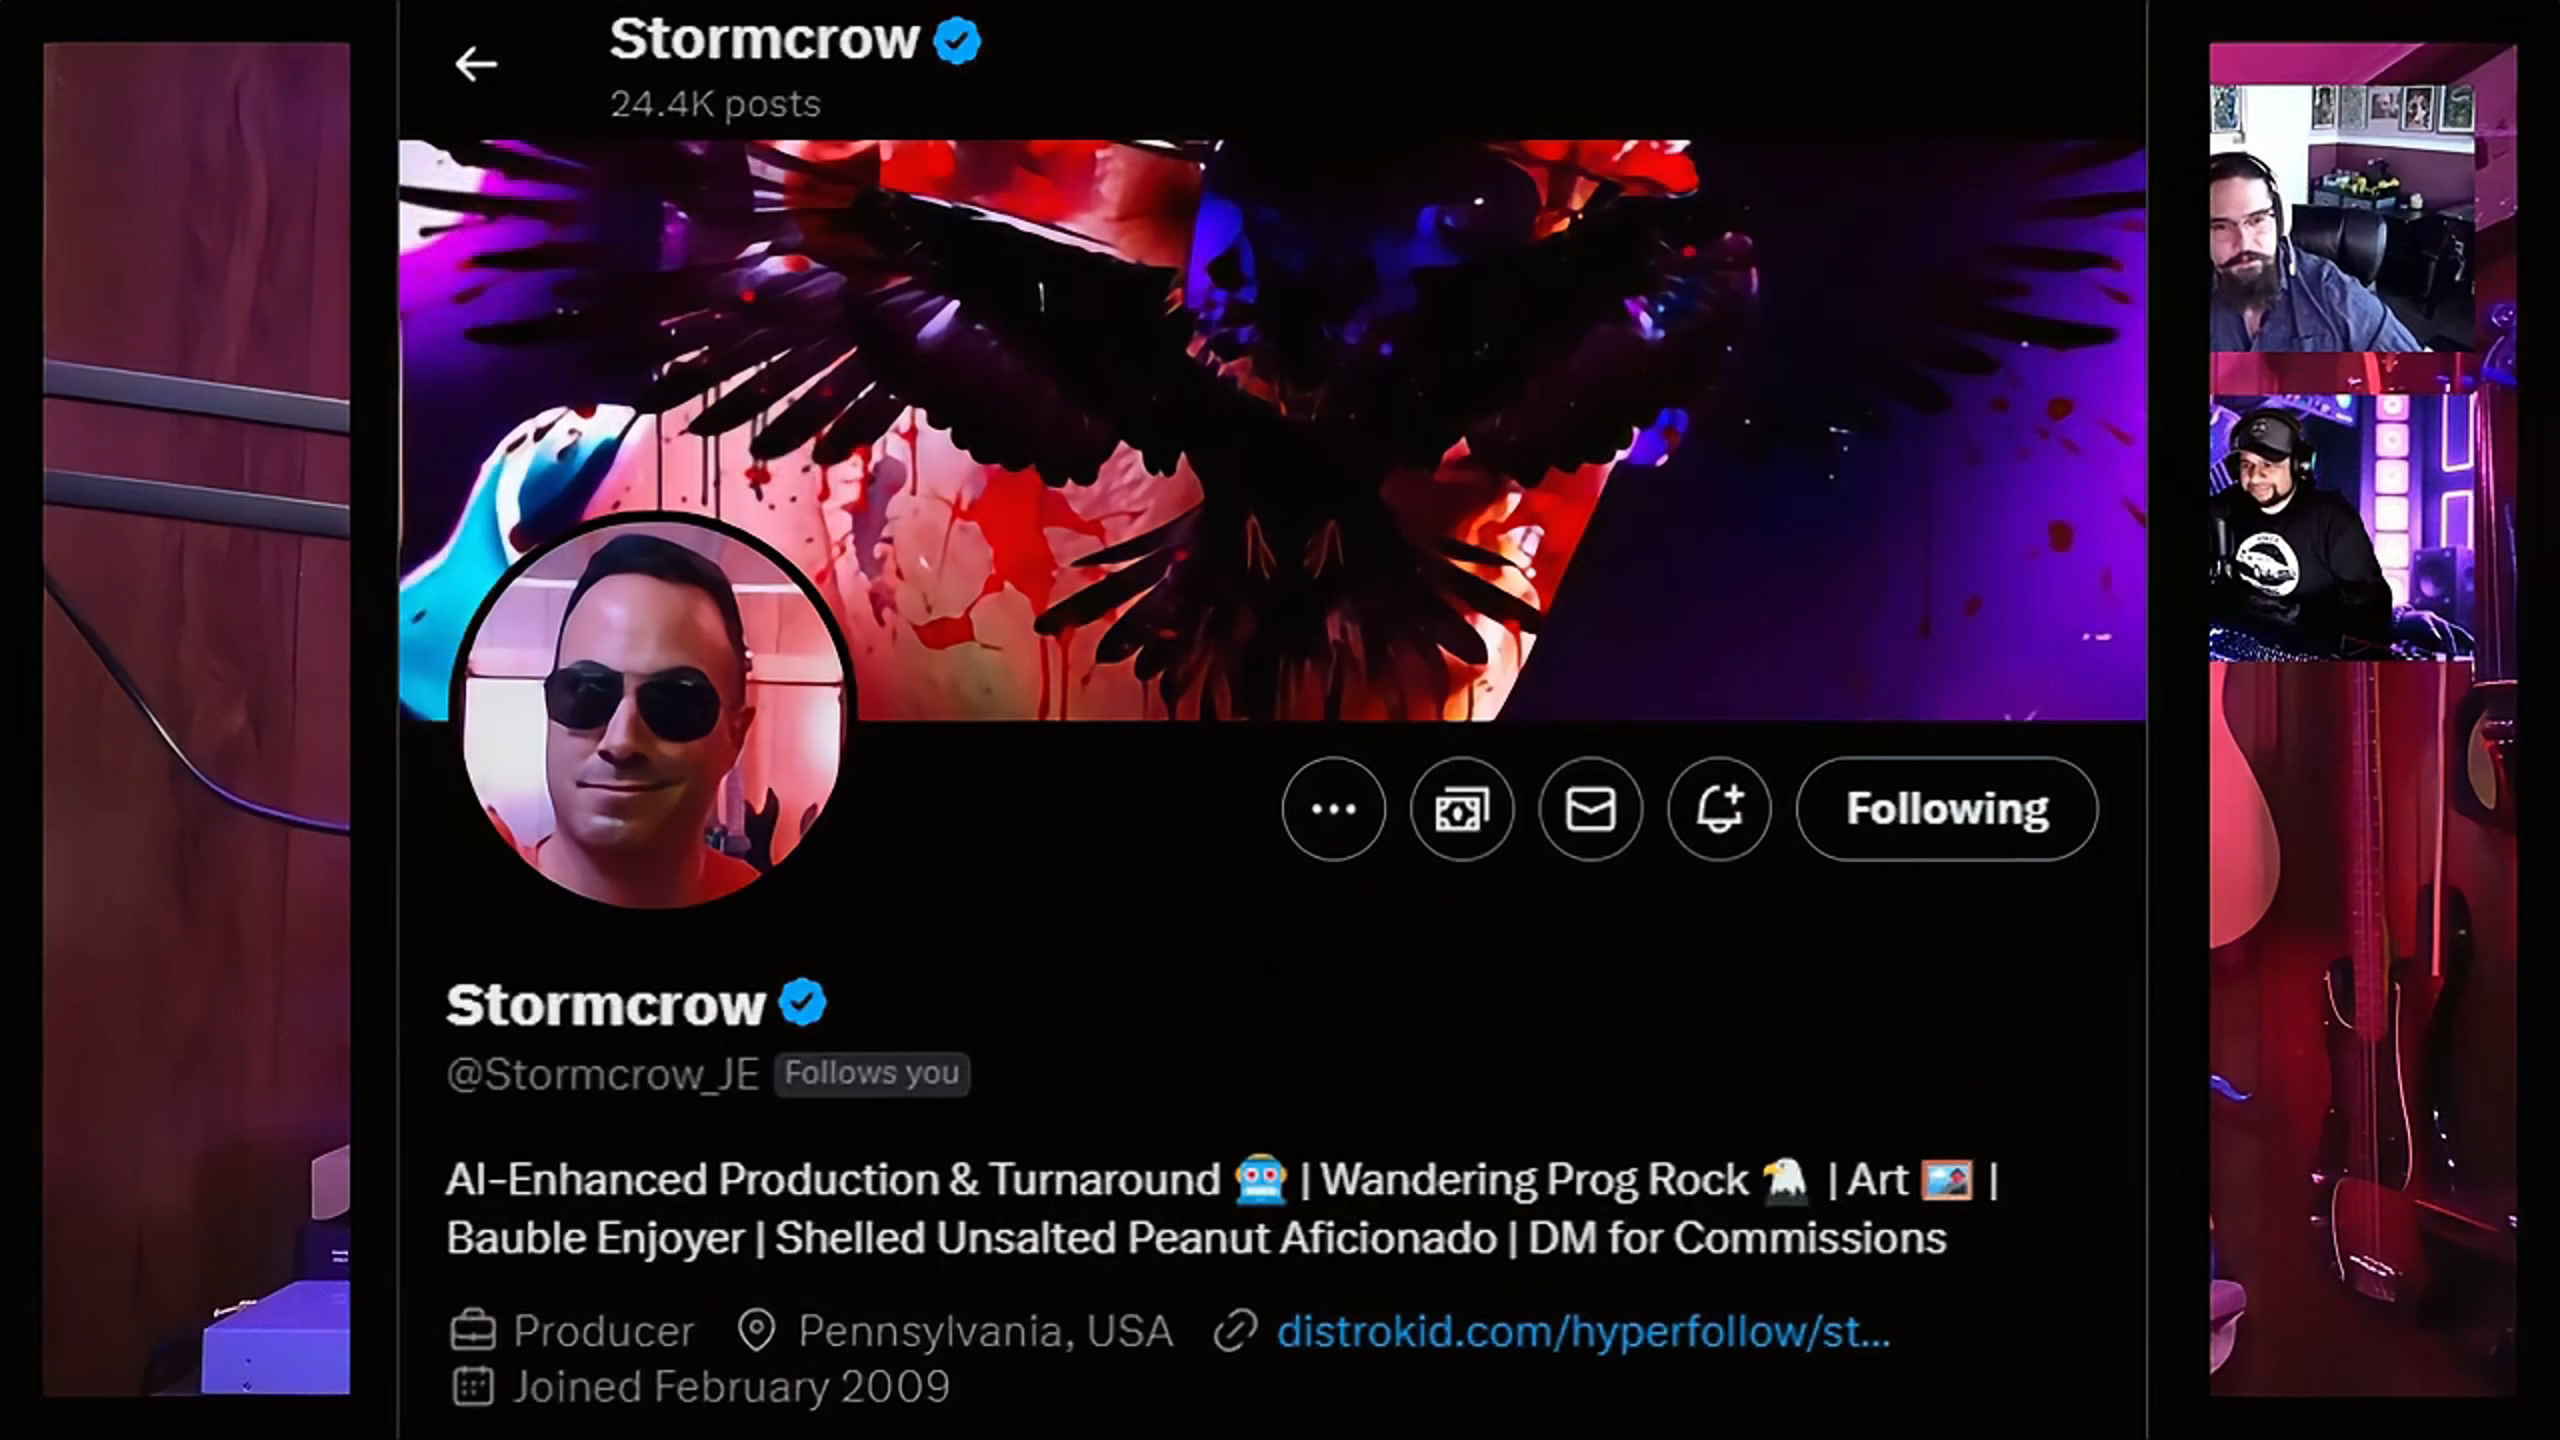 Stormcrow
24.4K posts
Following
Stormcrow
@Stormcrow_JE Follows you
AI-Enhanced Production & Turnaround 🤖 | Wandering Prog Rock 🦅 | Art 🖼️ |
Bauble Enjoyer | Shelled Unsalted Peanut Aficionado | DM for Commissions
Producer Pennsylvania, USA distrokid.com/hyperfollow/st...
Joined February 2009